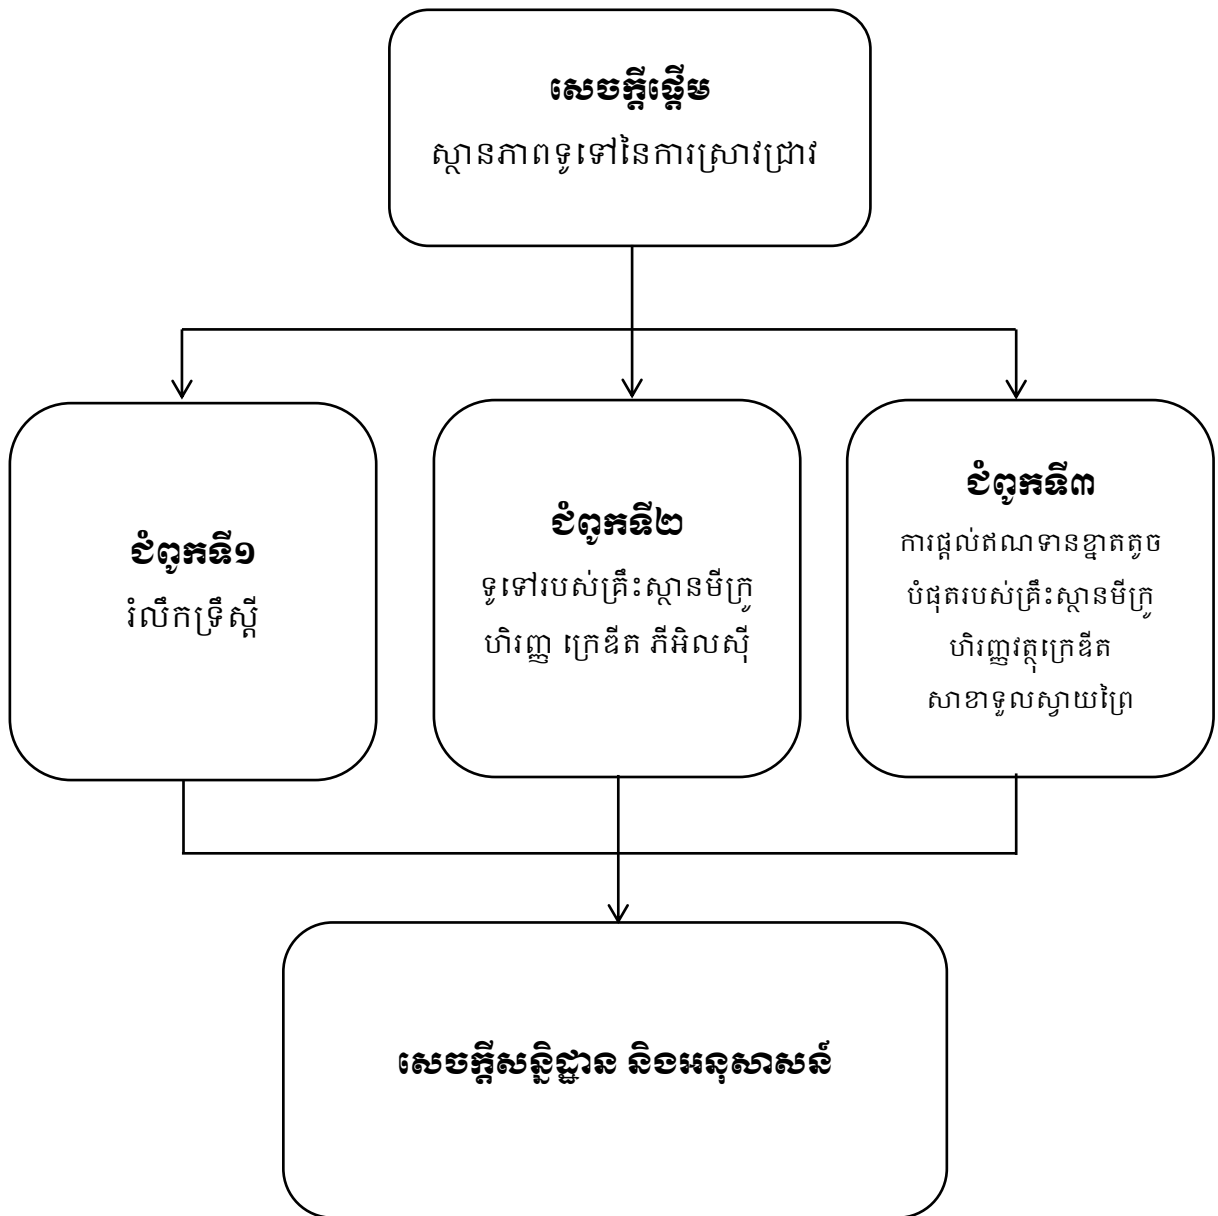 សេចក្តីផ្តើម
ស្ថានភាពទូទៅនៃការស្រាវជ្រាវ
ជំពូកទី១
រំលឹកទ្រឹស្តី
ជំពូកទី២
ទូទៅរបស់គ្រឹះស្ថានមីក្រូ
ហិរញ្ញ ក្រេឌីត ភីអិលស៊ី
ជំពូកទី៣
ការផ្តល់ឥណទានខ្នាតតូច
បំផុតរបស់គ្រឹះស្ថានមីក្រូ
ហិរញ្ញវត្ថុក្រេឌីត
សាខាទួលស្វាយព្រៃ
សេចក្តីសន្និដ្ឋាន និងអនុសាសន៍